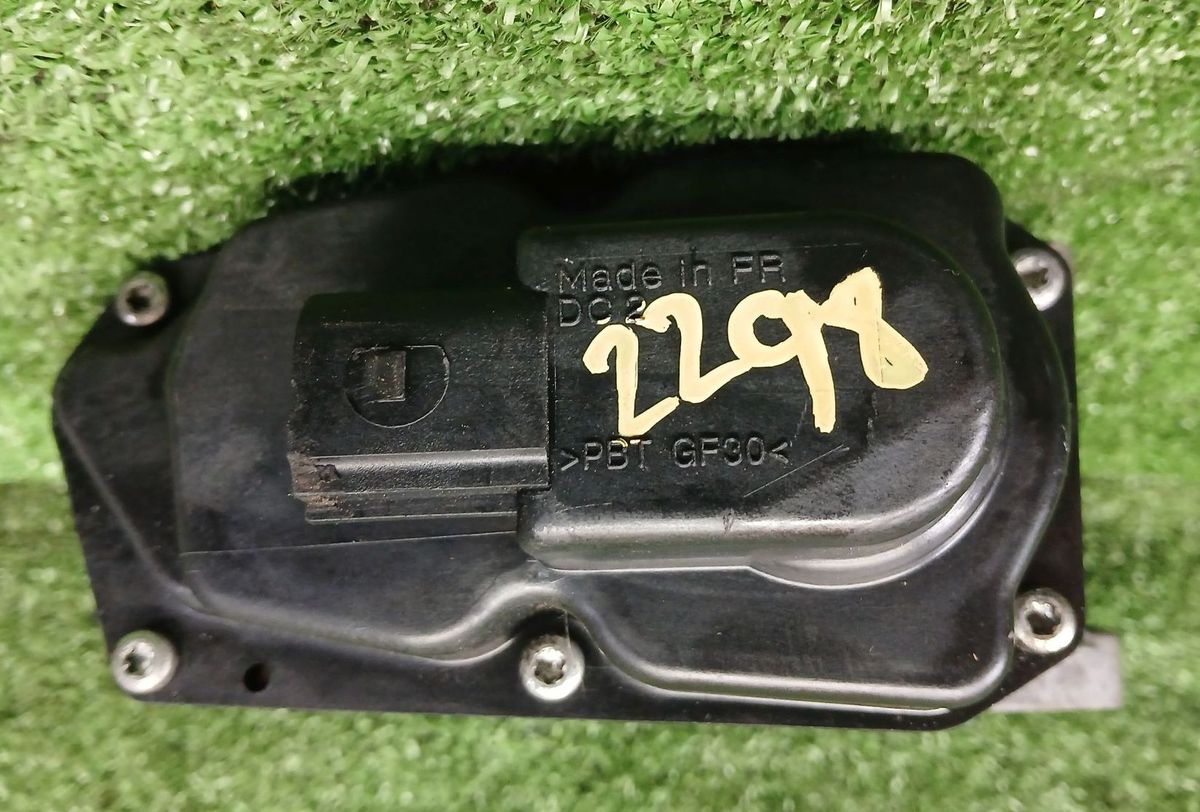 Made in FR
DC 2
2298
>PBT GF30<